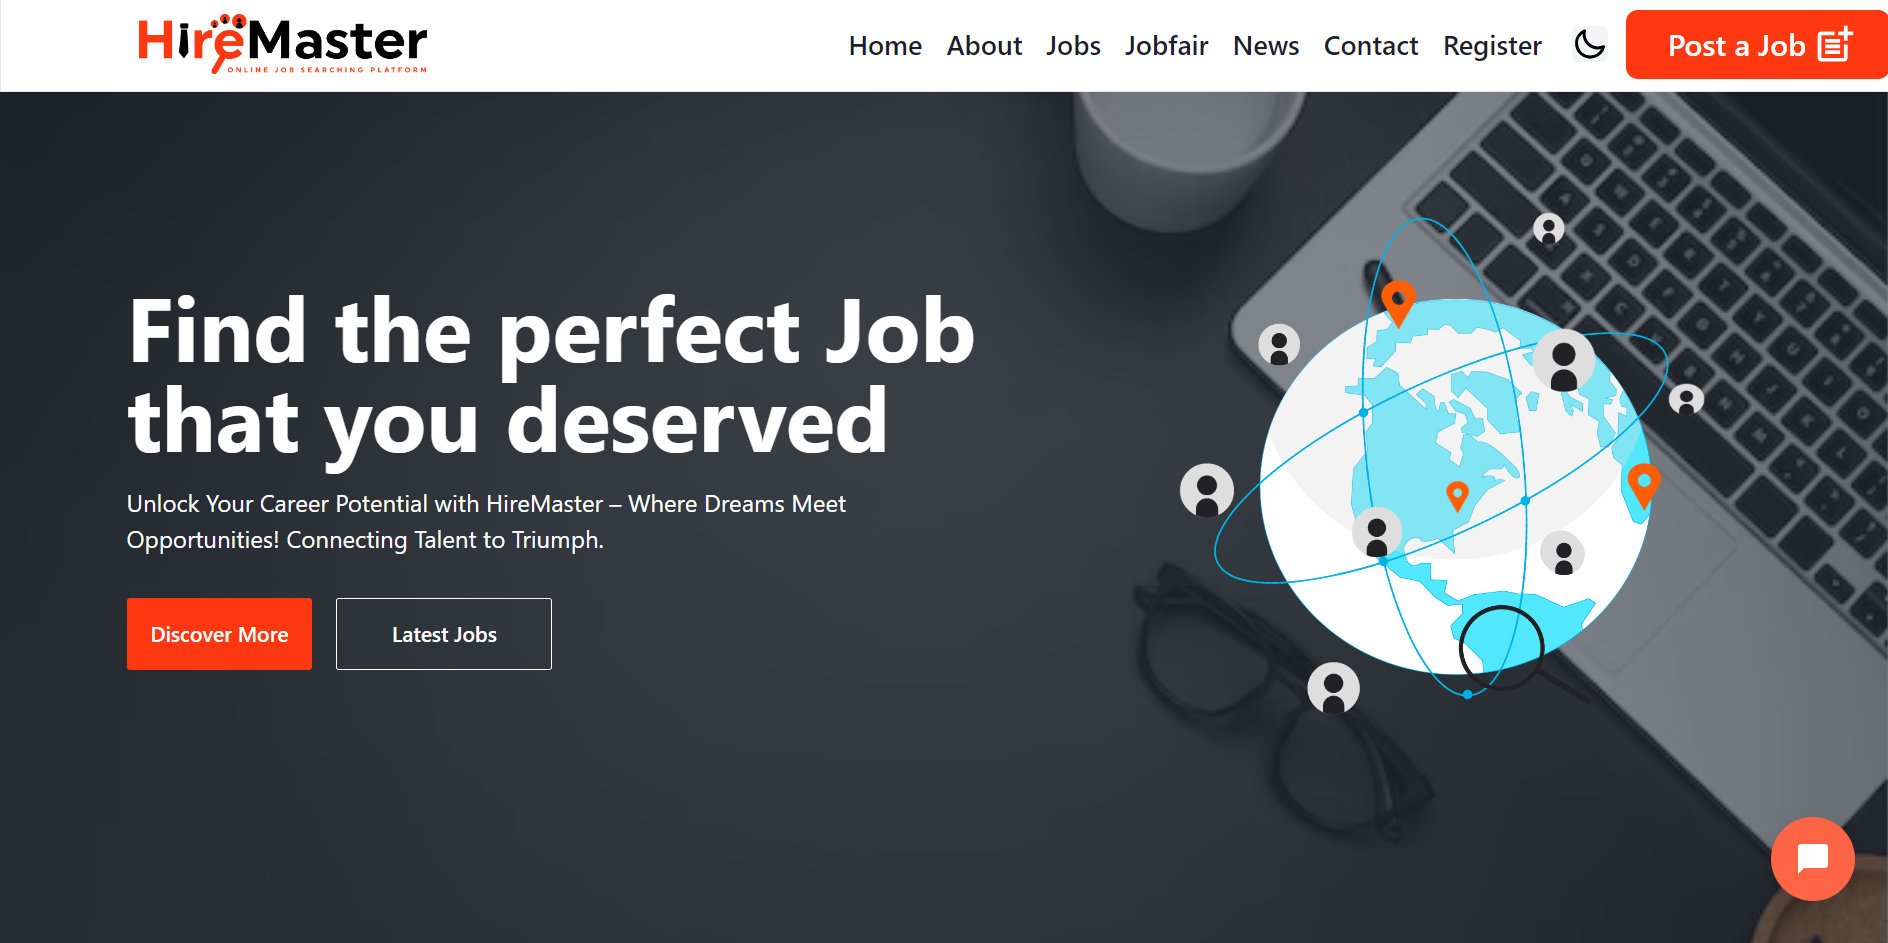 HireMaster
ONLINE JOB SEARCHING PLATFORM
Home About Jobs Jobfair News Contact Register Post a Job
Find the perfect Job
that you deserved
Unlock Your Career Potential with HireMaster – Where Dreams Meet
Opportunities! Connecting Talent to Triumph.
Discover More Latest Jobs